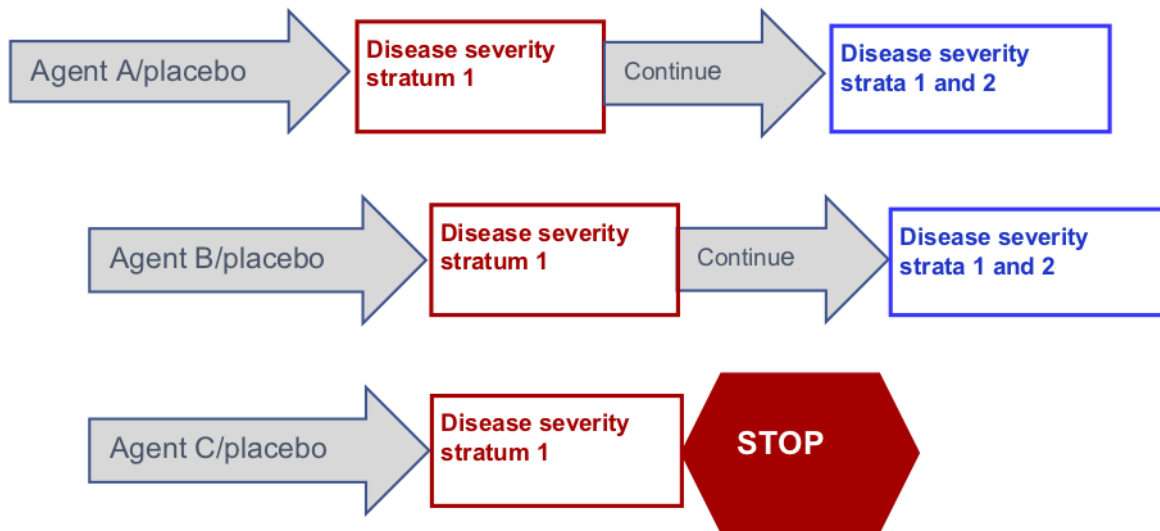 Agent A/placebo
Disease severity
stratum 1
Continue
Disease severity
strata 1 and 2
Agent B/placebo
Disease severity
stratum 1
Continue
Disease severity
strata 1 and 2
Agent C/placebo
Disease severity
stratum 1
STOP